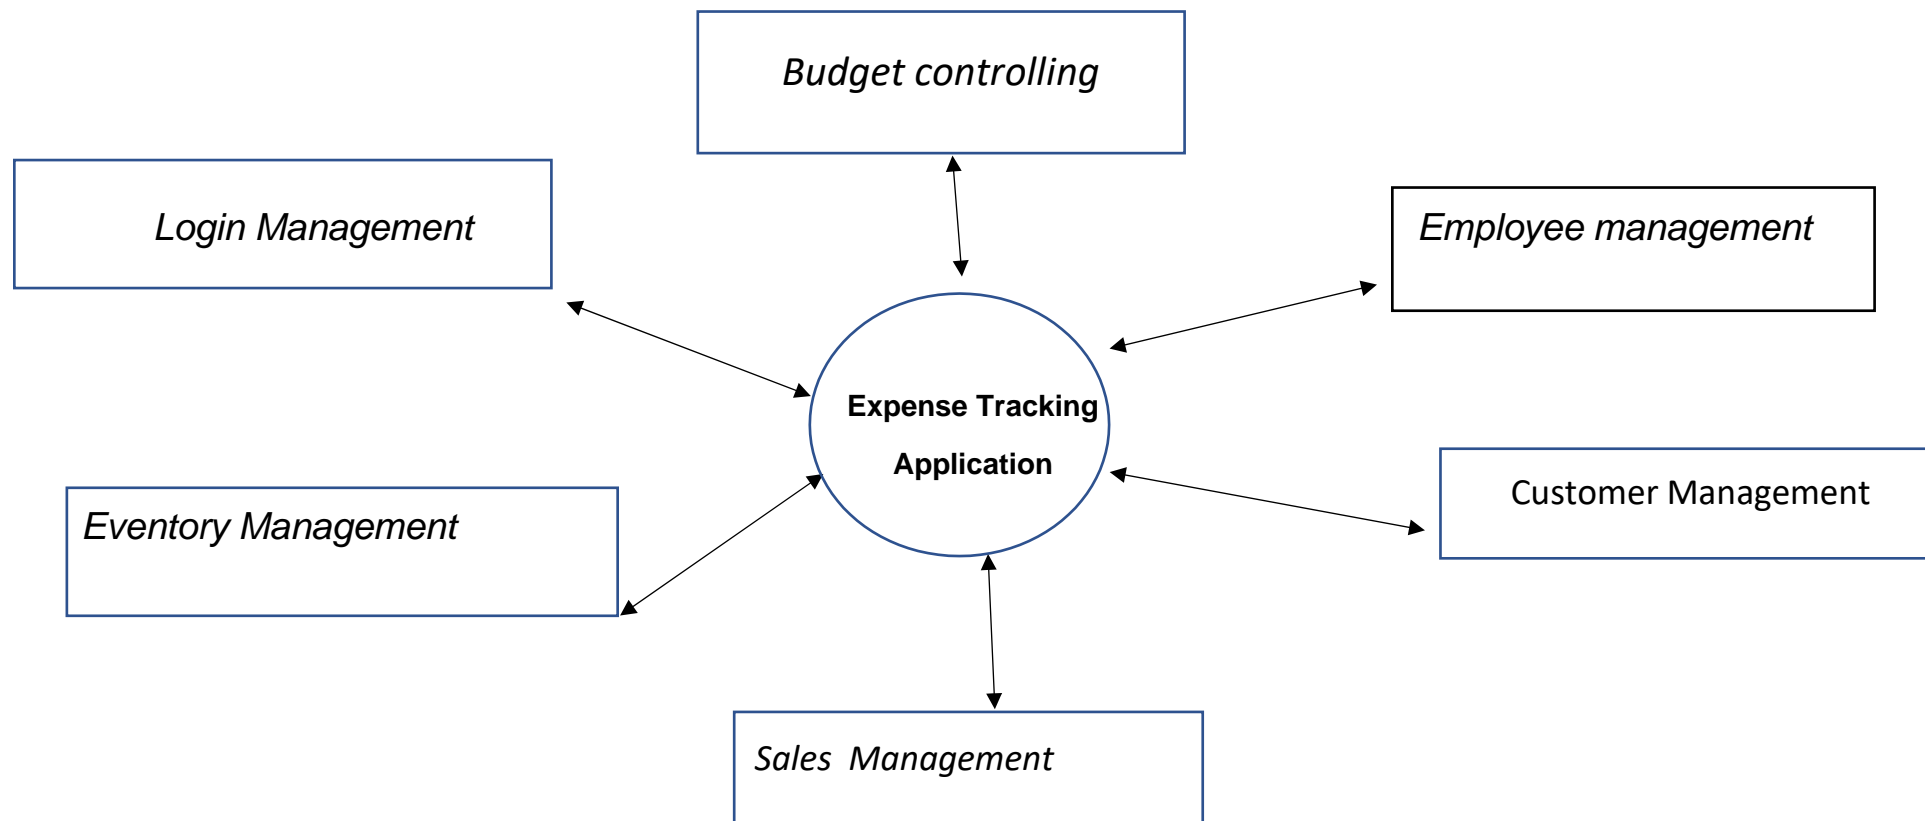 Budget controlling
Login Management
Employee management
Expense Tracking
Application
Customer Management
Eventory Management
Sales  Management